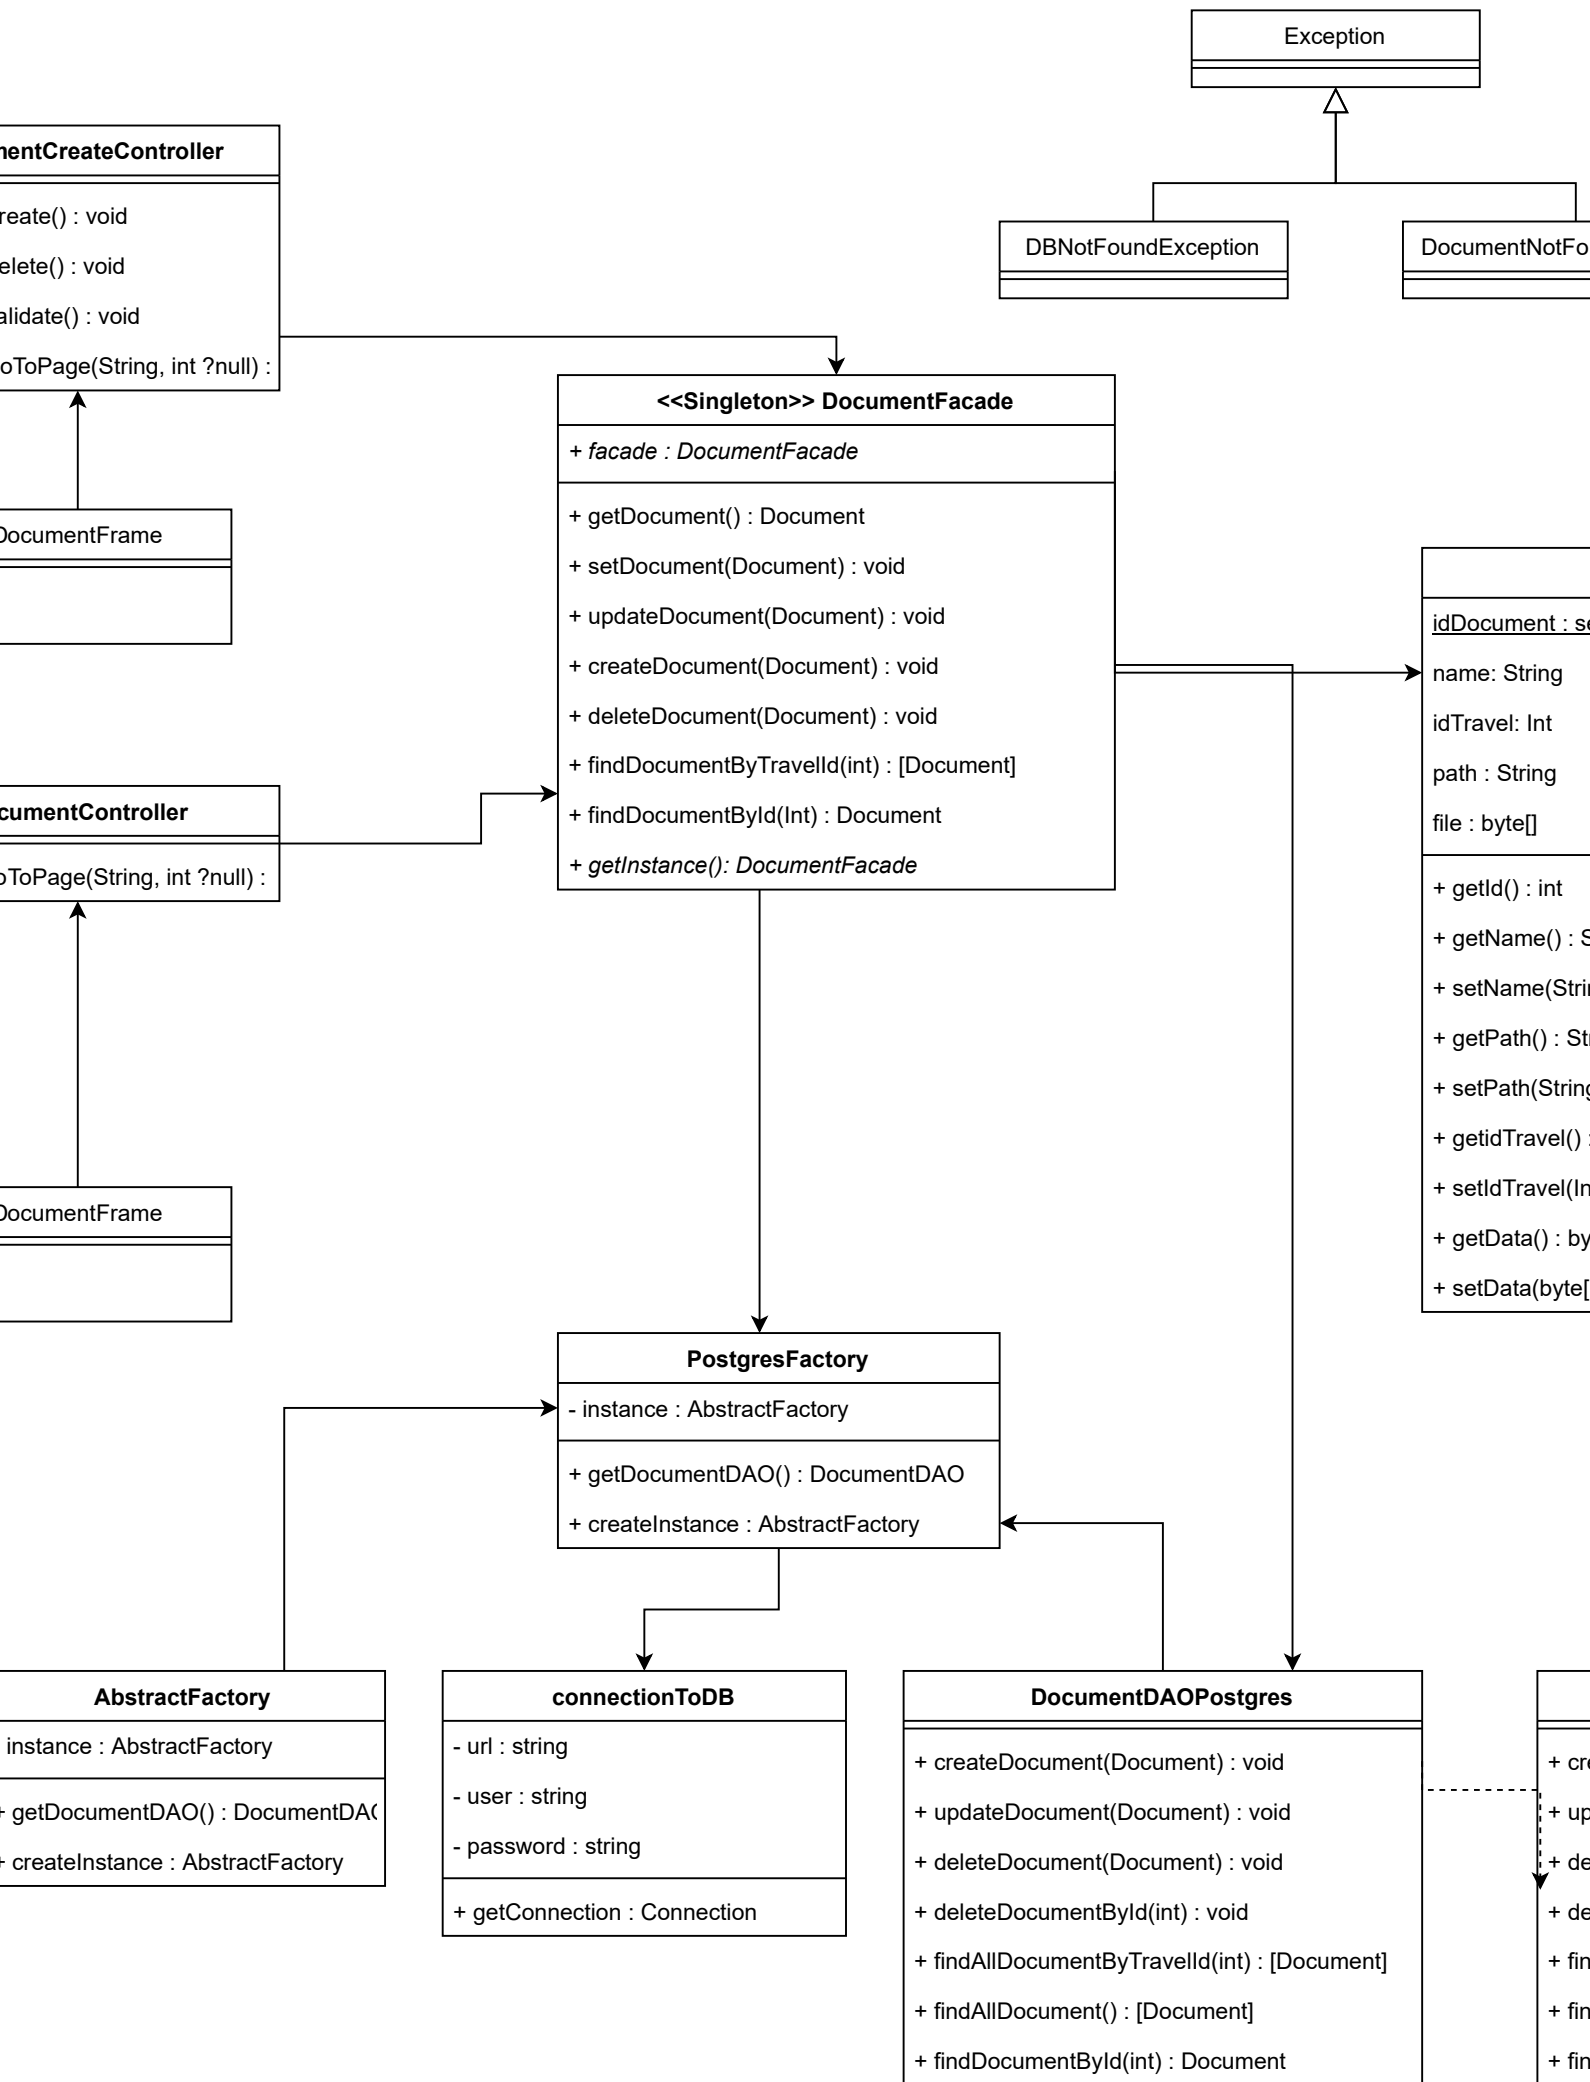 Exception
DBNotFoundException
DocumentNotFo
mentCreateController
reate() : void
elete() : void
alidate() : void
oToPage(String, int ?null) :
DocumentFrame
<<Singleton>> DocumentFacade
+ facade : DocumentFacade
+ getDocument() : Document
+ setDocument(Document) : void
+ updateDocument(Document) : void
+ createDocument(Document) : void
+ deleteDocument(Document) : void
+ findDocumentByTravelId(int) : [Document]
+ findDocumentById(Int) : Document
+ getInstance(): DocumentFacade
idDocument : se
name: String
idTravel: Int
path : String
file : byte[]
+ getId() : int
+ getName() : S
+ setName(Strin
+ getPath() : Str
+ setPath(String
+ getidTravel() :
+ setIdTravel(In
+ getData() : by
+ setData(byte[
cumentController
oToPage(String, int ?null) :
DocumentFrame
PostgresFactory
- instance : AbstractFactory
+ getDocumentDAO() : DocumentDAO
+ createInstance : AbstractFactory
AbstractFactory
instance : AbstractFactory
+ getDocumentDAO() : DocumentDAO
+ createInstance : AbstractFactory
connectionToDB
- url : string
- user : string
- password : string
+ getConnection : Connection
DocumentDAOPostgres
+ createDocument(Document) : void
+ updateDocument(Document) : void
+ deleteDocument(Document) : void
+ deleteDocumentById(int) : void
+ findAllDocumentByTravelId(int) : [Document]
+ findAllDocument() : [Document]
+ findDocumentById(int) : Document
+ cre
+ up
+ de
+ de
+ fin
+ fin
+ fin